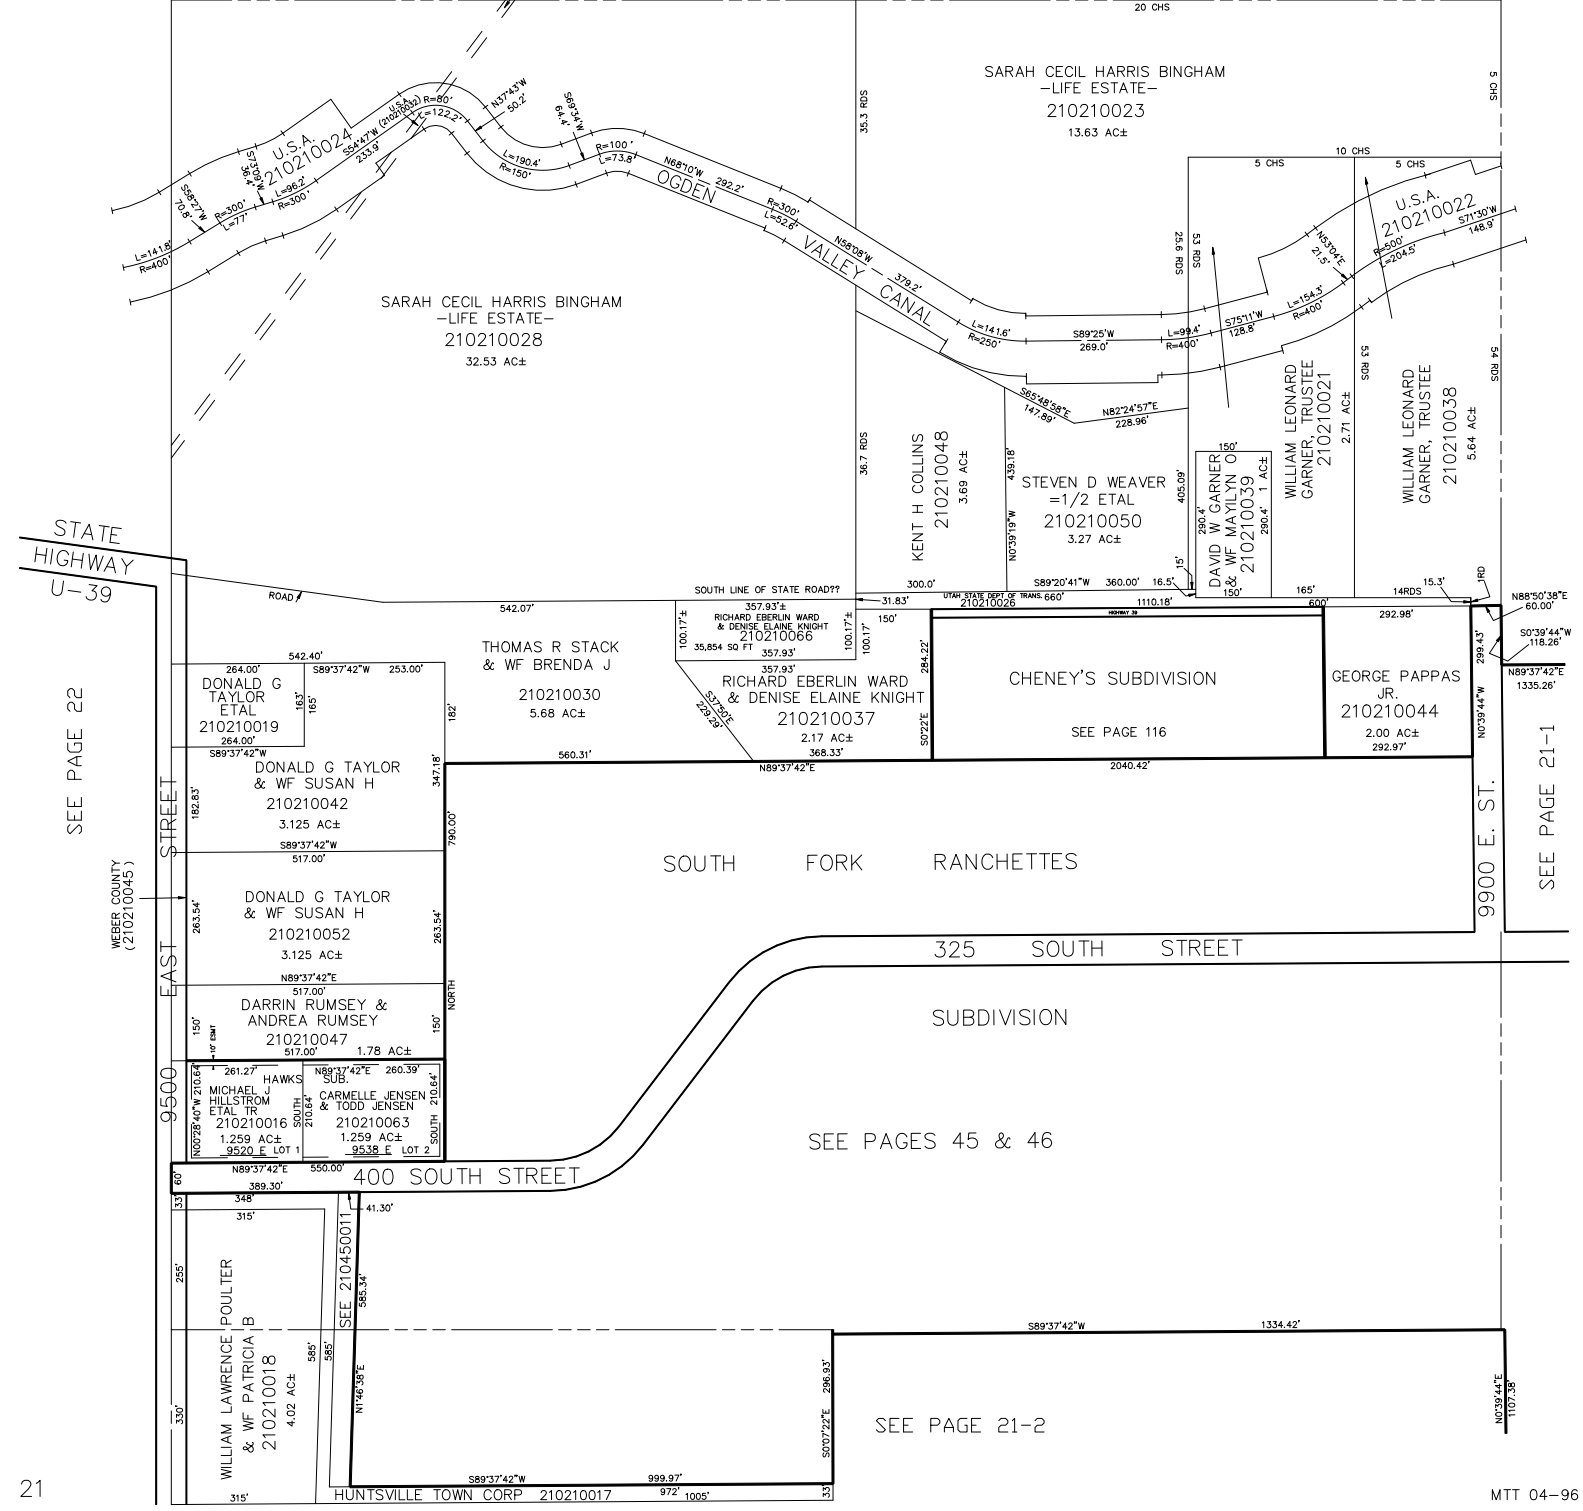 20 CHS
SARAH CECIL HARRIS BINGHAM
-LIFE ESTATE-
210210023
13.63 AC±
5 CHS
35.3 RDS
10 CHS
5 CHS
5 CHS
U.S.A.
210210024
U.S.A.
(210210032)
R=80'
L=122.2'
N37°43'W
50.2'
S69°34'W
64.4'
S54°47'W
233.9'
S73°09'W
36.4'
L=96.2'
R=300'
S58°27'W
70.8'
R=300'
L=77'
L=141.8'
R=400'
L=190.4'
R=150'
R=100'
L=73.8'
N68°10'W 292.2'
OGDEN VALLEY CANAL
R=300'
L=52.6'
N58°08'W
379.2'
L=141.6'
R=250'
S89°25'W
269.0'
L=99.4'
R=400'
S75°11'W
128.8'
L=154.3'
R=400'
N53°04'E
21.5'
R=500'
L=204.5'
S71°30'W
148.9'
U.S.A.
210210022
25.6 RDS
53 RDS
53 RDS
54 RDS
SARAH CECIL HARRIS BINGHAM
-LIFE ESTATE-
210210028
32.53 AC±
36.7 RDS
S65°48'58"E
147.89'
N82°24'57"E
228.96'
KENT H COLLINS
210210048
3.69 AC±
439.18'
N0°39'19"W
STEVEN D WEAVER
=1/2 ETAL
210210050
3.27 AC±
405.09'
150'
DAVID W GARNER
& WF MAYILYN O
210210039
1 AC±
290.4'
290.4'
150'
WILLIAM LEONARD
GARNER, TRUSTEE
210210021
2.71 AC±
WILLIAM LEONARD
GARNER, TRUSTEE
210210038
5.64 AC±
STATE
HIGHWAY
U-39
ROAD
542.07'
SOUTH LINE OF STATE ROAD??
300.0'
S89°20'41"W 360.00'
16.5'
15'
31.83'
UTAH STATE DEPT OF TRANS.
660'
210210026
1110.18'
165'
600'
14RDS
15.3'
1RD
N88°50'38"E
60.00'
S0°39'44"W
118.26'
N89°37'42"E
1335.26'
THOMAS R STACK
& WF BRENDA J
210210030
5.68 AC±
560.31'
357.93'±
RICHARD EBERLIN WARD
& DENISE ELAINE KNIGHT
210210066
35,854 SQ FT
357.93'
100.17'±
100.17'±
100.17'
150'
357.93'
RICHARD EBERLIN WARD
& DENISE ELAINE KNIGHT
210210037
2.17 AC±
368.33'
S37°50'E
229.29'
284.22'
S0°22'E
HIGHWAY 39
CHENEY'S SUBDIVISION
SEE PAGE 116
292.98'
GEORGE PAPPAS
JR.
210210044
2.00 AC±
292.97'
299.43'
N0°39'44"W
N89°37'42"E
2040.42'
542.40'
264.00'
S89°37'42"W
253.00'
DONALD G
TAYLOR
ETAL
210210019
264.00'
S89°37'42"W
163'
165'
182'
347.18'
182.83'
DONALD G TAYLOR
& WF SUSAN H
210210042
3.125 AC±
S89°37'42"W
517.00'
790.00'
DONALD G TAYLOR
& WF SUSAN H
210210052
3.125 AC±
N89°37'42"E
517.00'
263.54'
263.54'
NORTH
DARRIN RUMSEY &
ANDREA RUMSEY
210210047
517.00'
1.78 AC±
150'
150'
10' ESMT
SEE PAGE 22
WEBER COUNTY
(210210045)
9500 EAST STREET
261.27'
HAWKS SUB.
N89°37'42"E
260.39'
MICHAEL J
HILLSTROM
ETAL TR
210210016
1.259 AC±
9520 E LOT 1
N00°28'40"W 210.64'
SOUTH
210.64'
CARMELLE JENSEN
& TODD JENSEN
210210063
1.259 AC±
9538 E LOT 2
SOUTH 210.64'
SOUTH FORK RANCHETTES
325 SOUTH STREET
SUBDIVISION
SEE PAGES 45 & 46
9900 E. ST.
SEE PAGE 21-1
N89°37'42"E
550.00'
400 SOUTH STREET
60'
389.30'
33'
348'
315'
41.30'
SEE 210450011
255'
WILLIAM LAWRENCE POULTER
& WF PATRICIA B
210210018
4.02 AC±
585'
585'
585.34'
N1°46'38"E
330'
315'
S89°37'42"W
1334.42'
S0°07'22"E 296.93'
SEE PAGE 21-2
N0°39'44"E
1107.38'
S89°37'42"W
999.97'
HUNTSVILLE TOWN CORP 210210017
972'
1005'
33'
21
MTT 04-96